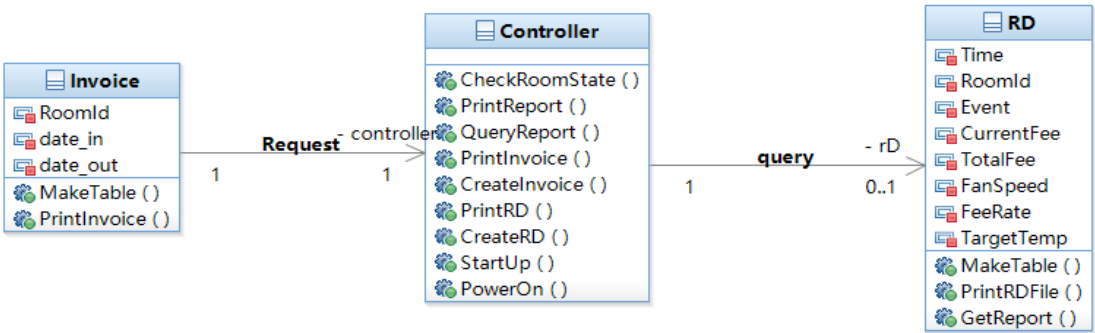 Invoice
RoomId
date_in
date_out
MakeTable ( )
PrintInvoice ( )
Request
- controller
1
1
Controller
CheckRoomState ( )
PrintReport ( )
QueryReport ( )
PrintInvoice ( )
CreateInvoice ( )
PrintRD ( )
CreateRD ( )
StartUp ( )
PowerOn ( )
query
- rD
1
0..1
RD
Time
RoomId
Event
CurrentFee
TotalFee
FanSpeed
FeeRate
TargetTemp
MakeTable ( )
PrintRDFile ( )
GetReport ( )